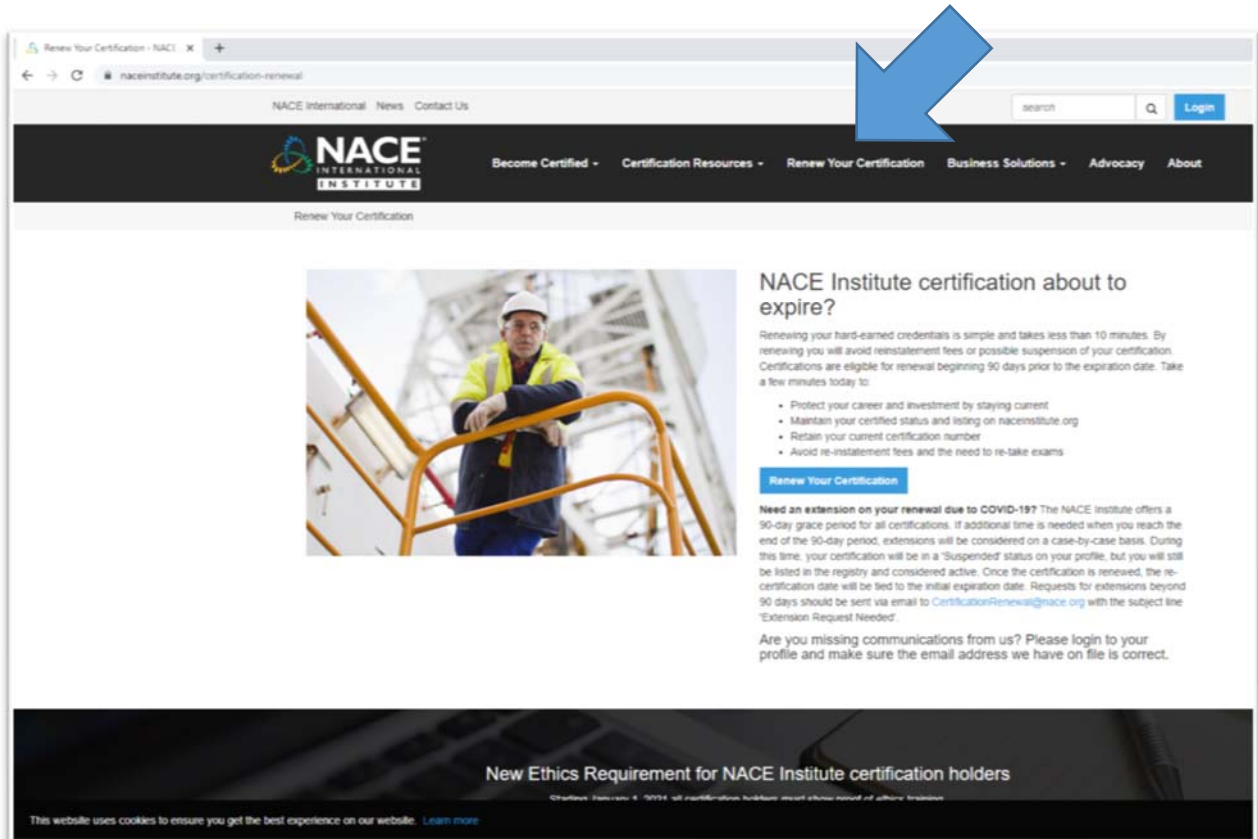 Renew Your Certification - NACE
naceinstitute.org/certification-renewal
NACE International News Contact Us
search
Login
NACE
INTERNATIONAL
INSTITUTE
Become Certified
Certification Resources
Renew Your Certification
Business Solutions
Advocacy
About
Renew Your Certification
NACE Institute certification about to
expire?
Renewing your hard-earned credentials is simple and takes less than 10 minutes. By
renewing you will avoid reinstatement fees or possible suspension of your certification.
Certifications are eligible for renewal beginning 90 days prior to the expiration date. Take
a few minutes today to:
• Protect your career and investment by staying current
• Maintain your certified status and listing on naceinstitute.org
• Retain your current certification number
• Avoid re-instatement fees and the need to re-take exams
Renew Your Certification
Need an extension on your renewal due to COVID-19? The NACE Institute offers a
90-day grace period for all certifications. If additional time is needed when you reach the
end of the 90-day period, extensions will be considered on a case-by-case basis. During
this time, your certification will be in a 'Suspended' status on your profile, but you will still
be listed in the registry and considered active. Once the certification is renewed, the re-
certification date will be tied to the initial expiration date. Requests for extensions beyond
90 days should be sent via email to CertificationRenewal@nace.org with the subject line
'Extension Request Needed'.
Are you missing communications from us? Please login to your
profile and make sure the email address we have on file is correct.
New Ethics Requirement for NACE Institute certification holders
Starting January 1, 2021 all certification holders must show proof of ethics training
This website uses cookies to ensure you get the best experience on our website. Learn more